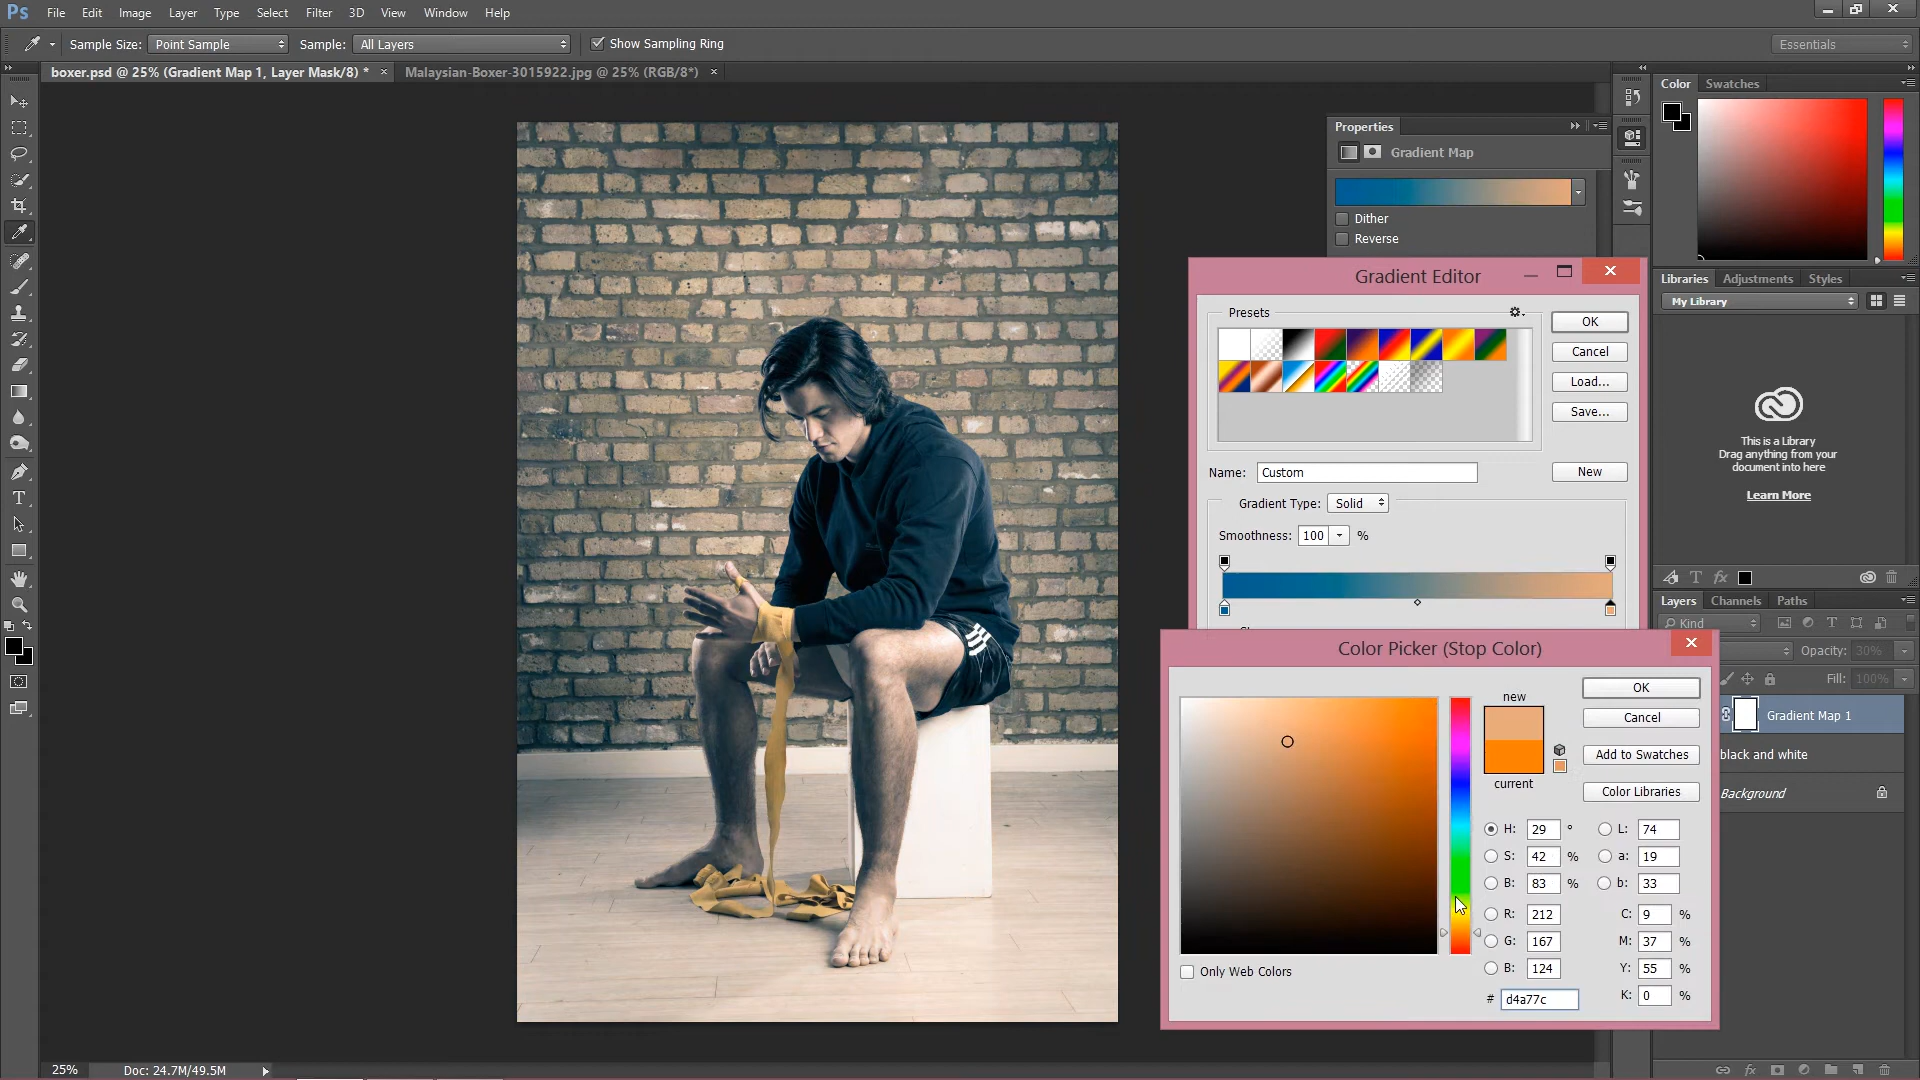 Ps File Edit Image Layer Type Select Filter 3D View Window Help
Sample Size: Point Sample Sample: All Layers Show Sampling Ring Essentials
boxer.psd @ 25% (Gradient Map 1, Layer Mask/8) * × Malaysian-Boxer-3015922.jpg @ 25% (RGB/8*) ×
Color Swatches
Properties
Gradient Map
Dither
Reverse
Gradient Editor
Presets
OK
Cancel
Load...
Save...
Name: Custom New
Gradient Type: Solid
Smoothness: 100 %
Libraries Adjustments Styles
My Library
This is a Library
Drag anything from your
document into here
Learn More
Layers Channels Paths
Kind
Opacity: 30%
Fill: 100%
Gradient Map 1
black and white
Background
Color Picker (Stop Color)
new
current
OK
Cancel
Add to Swatches
Color Libraries
H: 29 ° L: 74
S: 42 % a: 19
B: 83 % b: 33
R: 212 C: 9 %
G: 167 M: 37 %
B: 124 Y: 55 %
# d4a77c K: 0 %
Only Web Colors
25% Doc: 24.7M/49.5M